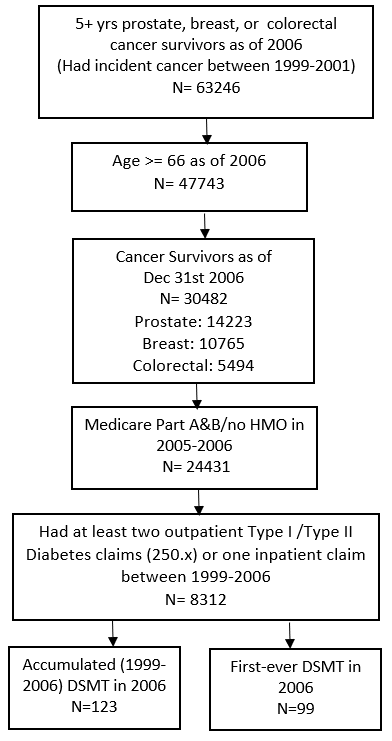 5+ yrs prostate, breast, or colorectal
cancer survivors as of 2006
(Had incident cancer between 1999-2001)
N= 63246
Age >= 66 as of 2006
N= 47743
Cancer Survivors as of
Dec 31st 2006
N= 30482
Prostate: 14223
Breast: 10765
Colorectal: 5494
Medicare Part A&B/no HMO in
2005-2006
N= 24431
Had at least two outpatient Type I /Type II
Diabetes claims (250.x) or one inpatient claim
between 1999-2006
N= 8312
Accumulated (1999-
2006) DSMT in 2006
N=123
First-ever DSMT in
2006
N=99